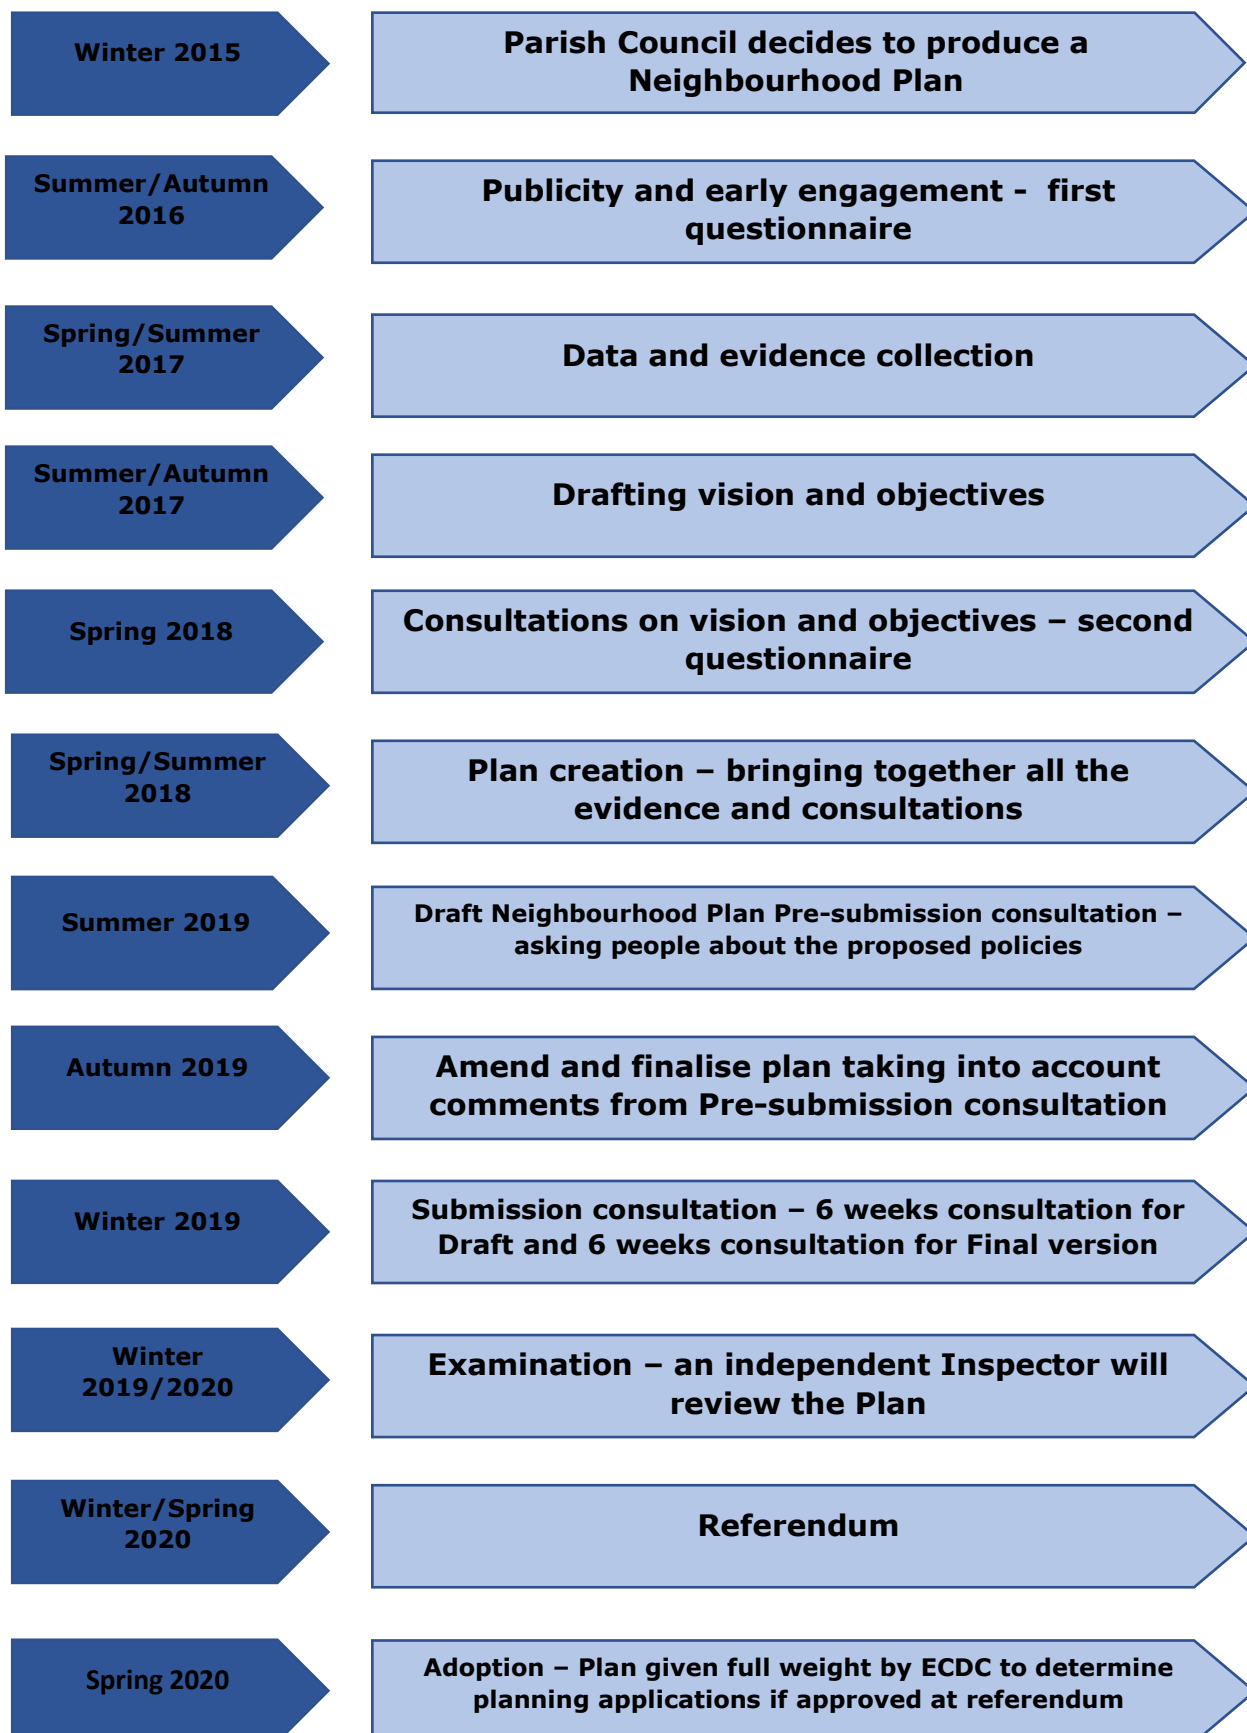 Winter 2015
Parish Council decides to produce a
Neighbourhood Plan
Summer/Autumn
2016
Publicity and early engagement -  first
questionnaire
Spring/Summer
2017
Data and evidence collection
Summer/Autumn
2017
Drafting vision and objectives
Spring 2018
Consultations on vision and objectives – second
questionnaire
Spring/Summer
2018
Plan creation – bringing together all the
evidence and consultations
Summer 2019
Draft Neighbourhood Plan Pre-submission consultation –
asking people about the proposed policies
Autumn 2019
Amend and finalise plan taking into account
comments from Pre-submission consultation
Winter 2019
Submission consultation – 6 weeks consultation for
Draft and 6 weeks consultation for Final version
Winter
2019/2020
Examination – an independent Inspector will
review the Plan
Winter/Spring
2020
Referendum
Spring 2020
Adoption – Plan given full weight by ECDC to determine
planning applications if approved at referendum